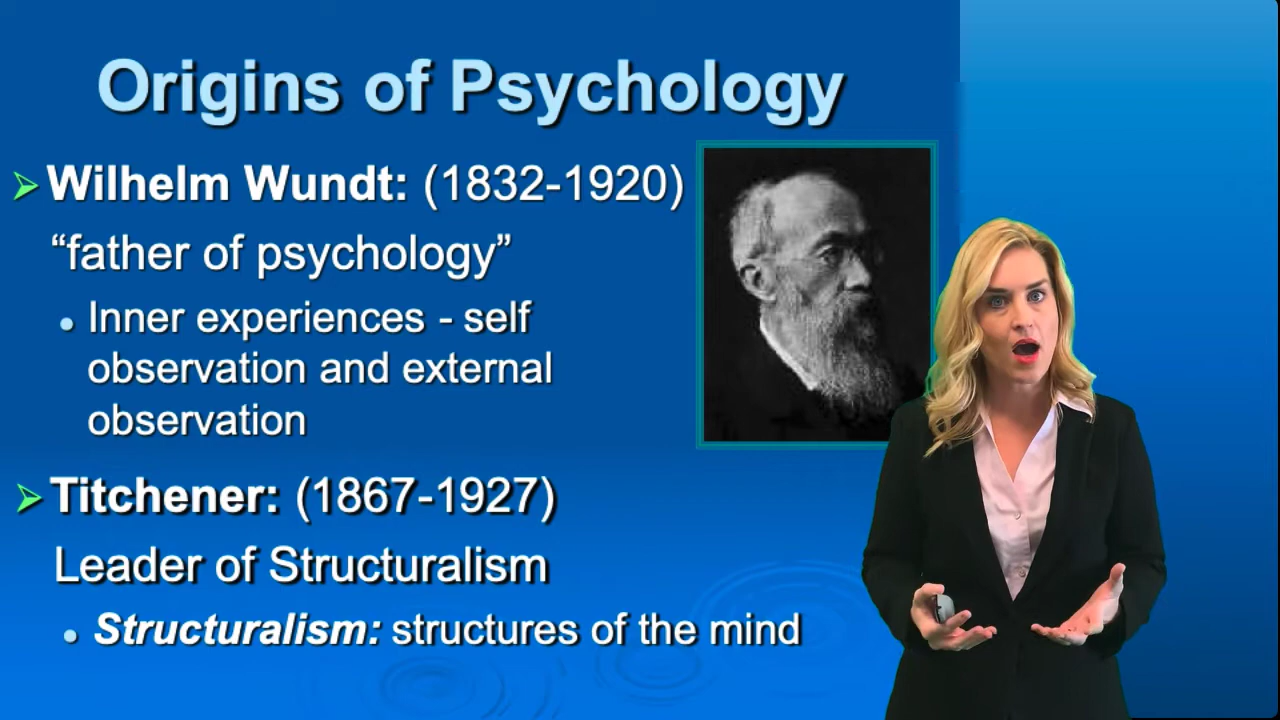 Origins of Psychology
Wilhelm Wundt: (1832-1920)
“father of psychology”
Inner experiences - self
observation and external
observation
Titchener: (1867-1927)
Leader of Structuralism
Structuralism: structures of the mind